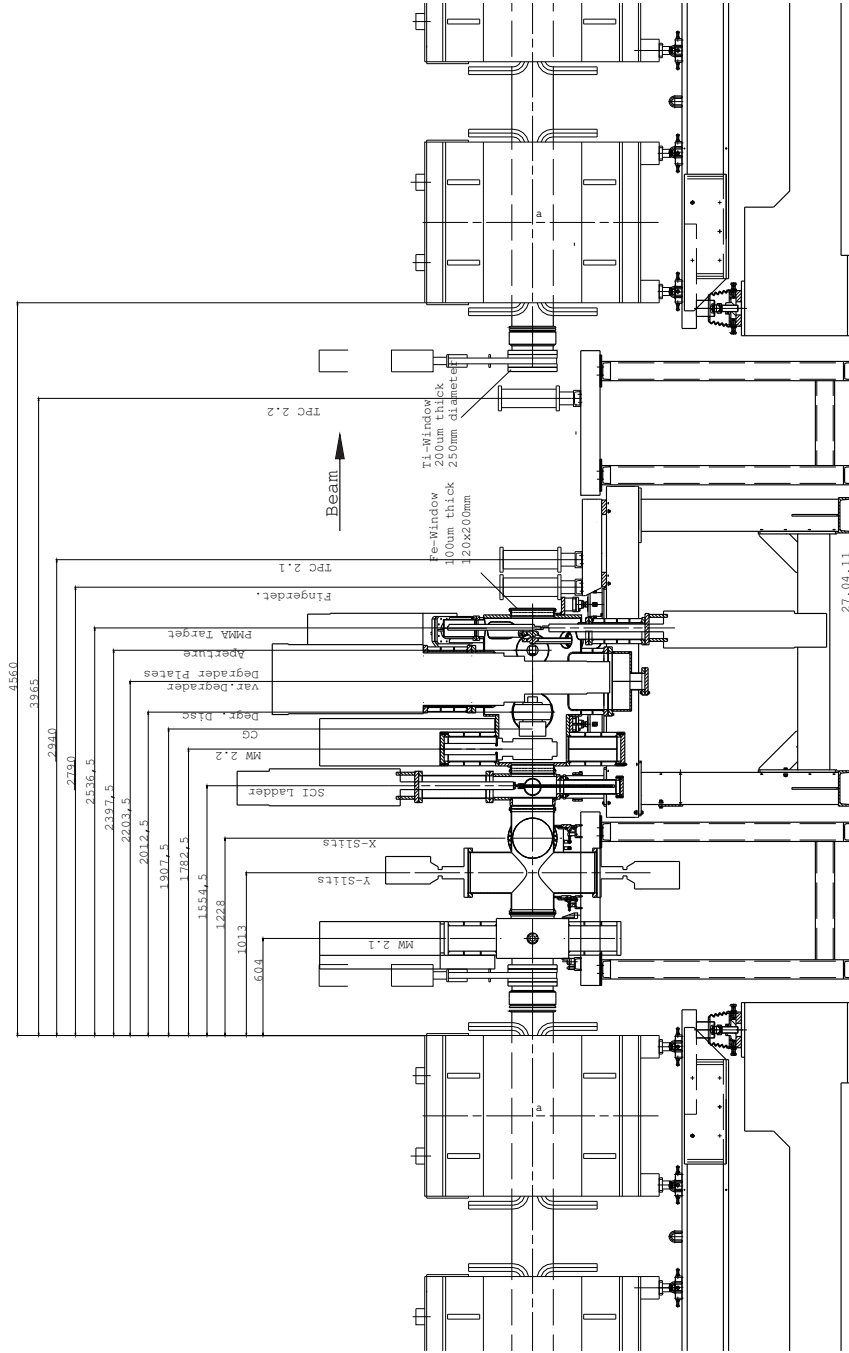 4560
3965
2940
2790
2536,5
2397,5
2203,5
2012,5
1907,5
1782,5
1554,5
1228
1013
604
TPC 2.2
Ti-Window
200um thick
250mm diameter
Beam
Fe-Window
100um thick
120x200mm
TPC 2.1
Fingerdet.
PMMA Target
Aperture
Degrader Plates
var.Degrader
Degr. Disc
CG
MW 2.2
SCI Ladder
X-Slits
Y-Slits
MW 2.1
a
a
27.04.11